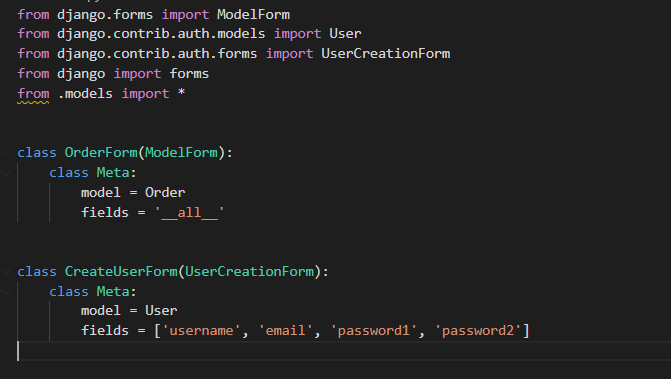 from django.forms import ModelForm
from django.contrib.auth.models import User
from django.contrib.auth.forms import UserCreationForm
from django import forms
from .models import *
class OrderForm(ModelForm):
    class Meta:
        model = Order
        fields = '__all__'
class CreateUserForm(UserCreationForm):
    class Meta:
        model = User
        fields = ['username', 'email', 'password1', 'password2']